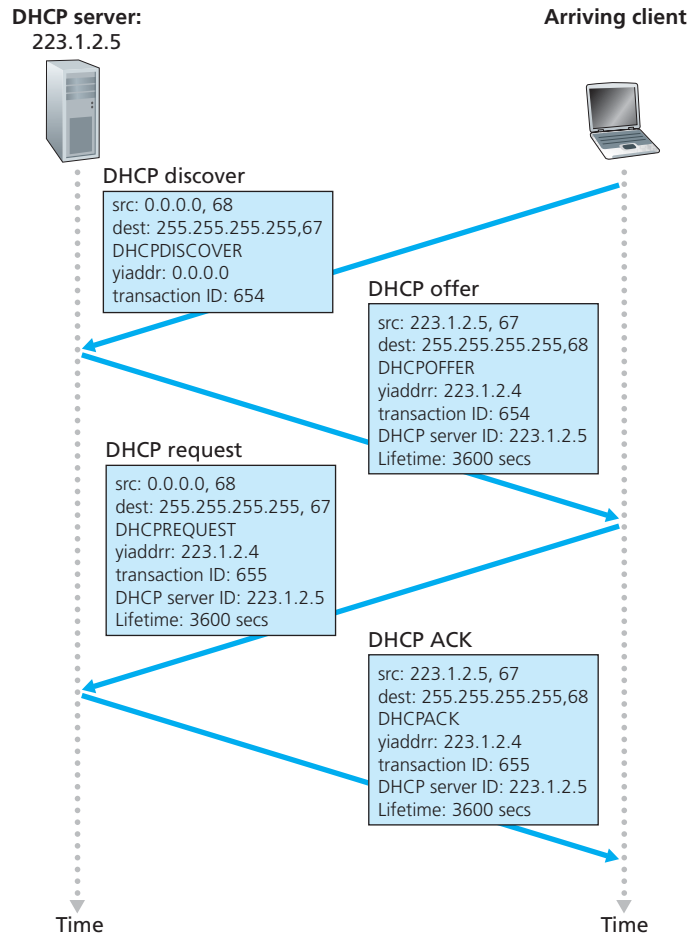 DHCP server:
223.1.2.5
Arriving client
DHCP discover
src: 0.0.0.0, 68
dest: 255.255.255.255,67
DHCPDISCOVER
yiaddr: 0.0.0.0
transaction ID: 654
DHCP offer
src: 223.1.2.5, 67
dest: 255.255.255.255,68
DHCPOFFER
yiaddrr: 223.1.2.4
transaction ID: 654
DHCP server ID: 223.1.2.5
Lifetime: 3600 secs
DHCP request
src: 0.0.0.0, 68
dest: 255.255.255.255, 67
DHCPREQUEST
yiaddrr: 223.1.2.4
transaction ID: 655
DHCP server ID: 223.1.2.5
Lifetime: 3600 secs
DHCP ACK
src: 223.1.2.5, 67
dest: 255.255.255.255,68
DHCPACK
yiaddrr: 223.1.2.4
transaction ID: 655
DHCP server ID: 223.1.2.5
Lifetime: 3600 secs
Time
Time